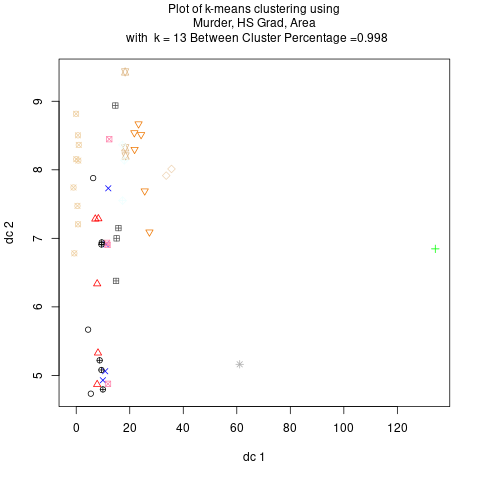 Plot of k-means clustering using
Murder, HS Grad, Area
with k = 13 Between Cluster Percentage =0.998
9
8
7
6
5
dc 2
0 20 40 60 80 100 120
dc 1